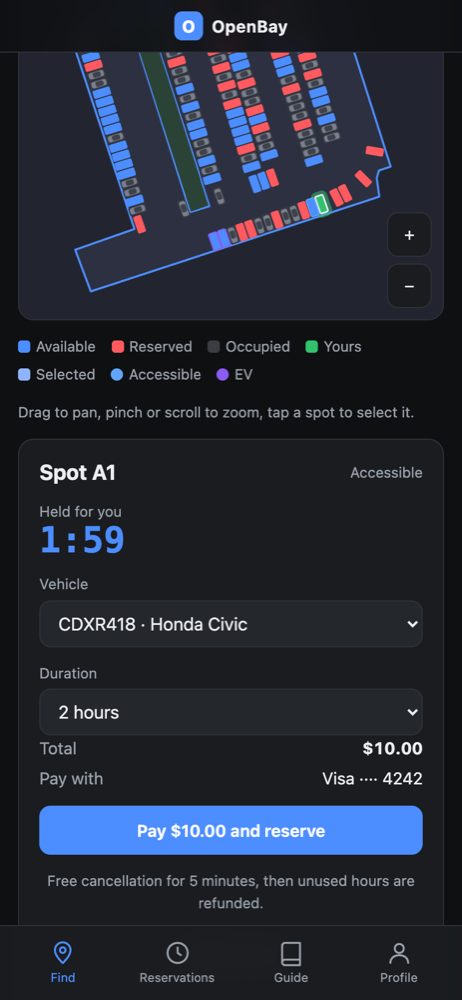 O OpenBay
+
−
Available Reserved Occupied Yours
Selected Accessible EV
Drag to pan, pinch or scroll to zoom, tap a spot to select it.
Spot A1 Accessible
Held for you
1:59
Vehicle
CDXR418 · Honda Civic
Duration
2 hours
Total $10.00
Pay with Visa ···· 4242
Pay $10.00 and reserve
Free cancellation for 5 minutes, then unused hours are
refunded.
Find Reservations Guide Profile